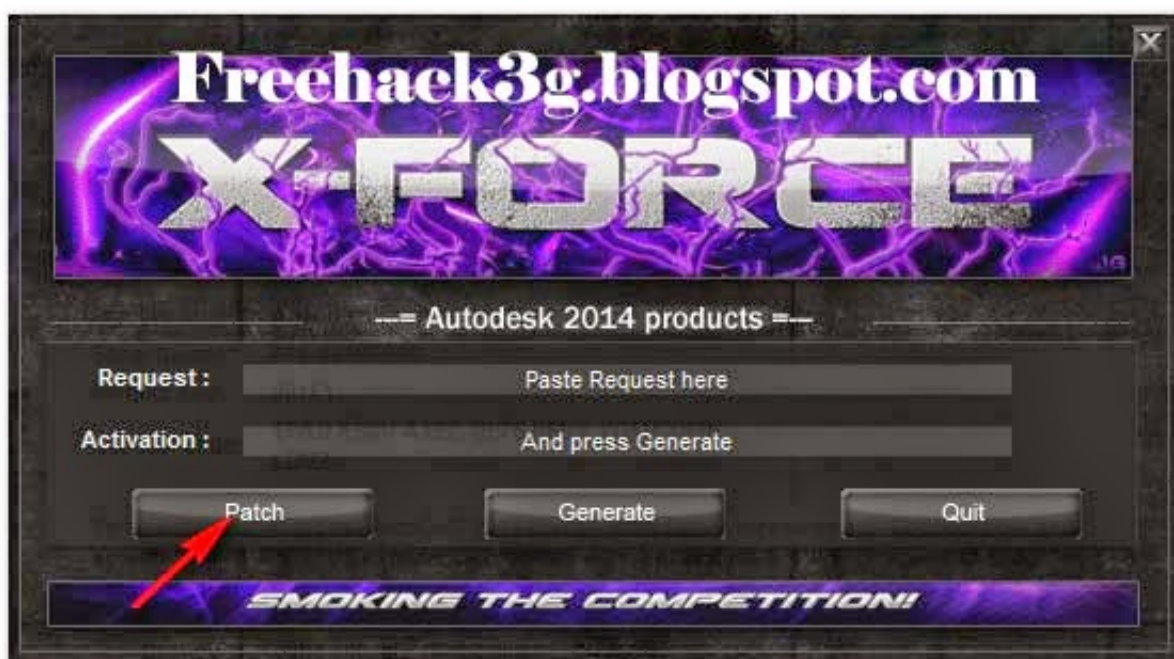 Freehack3g.blogspot.com
X
X-FORCE
JG
---= Autodesk 2014 products =---
Request : Paste Request here
Activation : And press Generate
Patch Generate Quit
SMOKING THE COMPETITION!